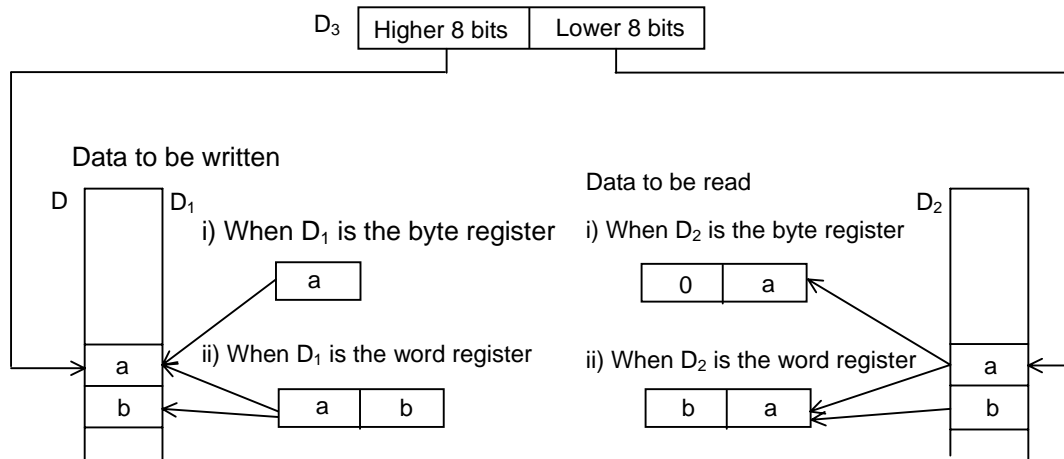 D₃ Higher 8 bits Lower 8 bits
Data to be written
D D₁
i) When D₁ is the byte register
a
ii) When D₁ is the word register
a
b
a b
Data to be read
D₂
i) When D₂ is the byte register
0 a
ii) When D₂ is the word register
a
b a
b